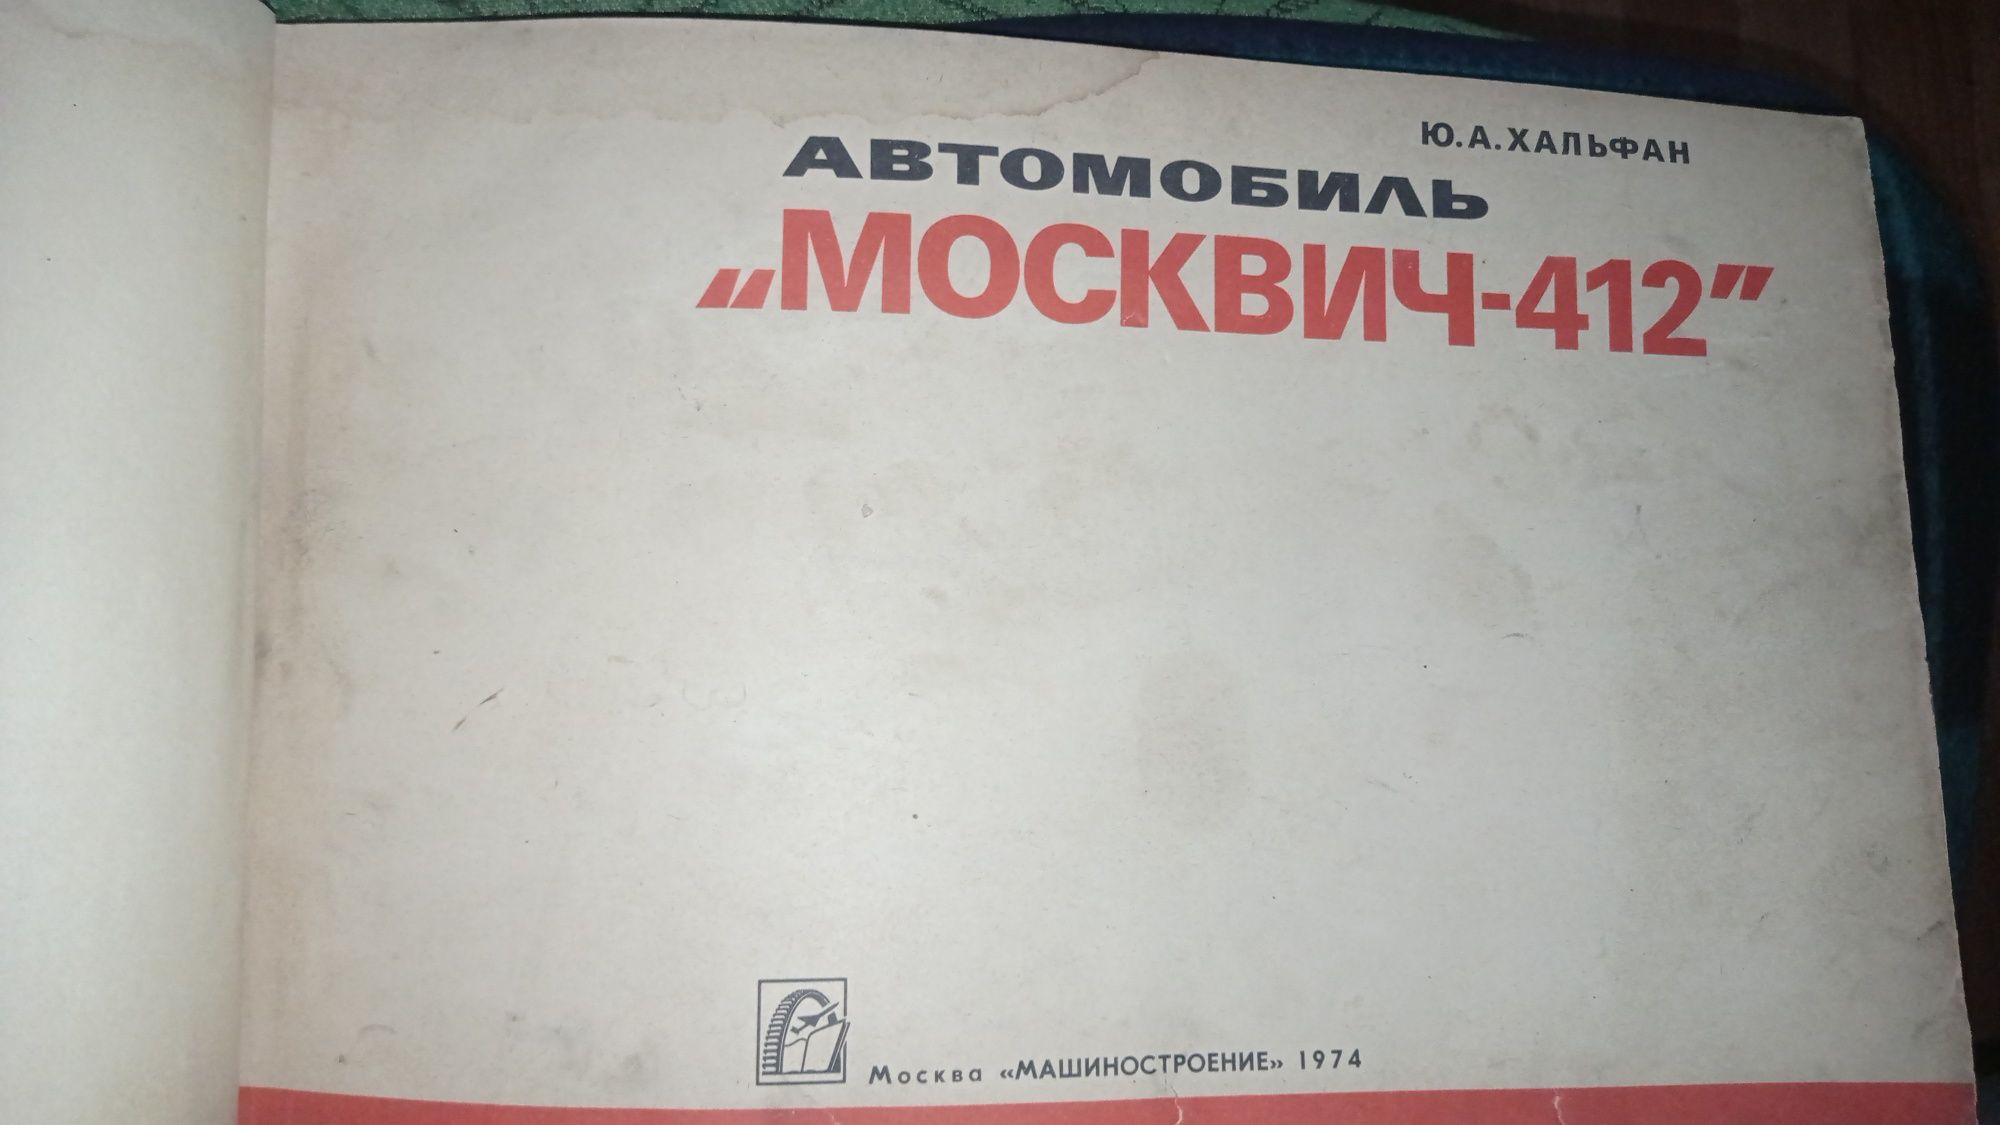 Ю.А.ХАЛЬФАН
АВТОМОБИЛЬ
„МОСКВИЧ-412”
Москва «МАШИНОСТРОЕНИЕ» 1974